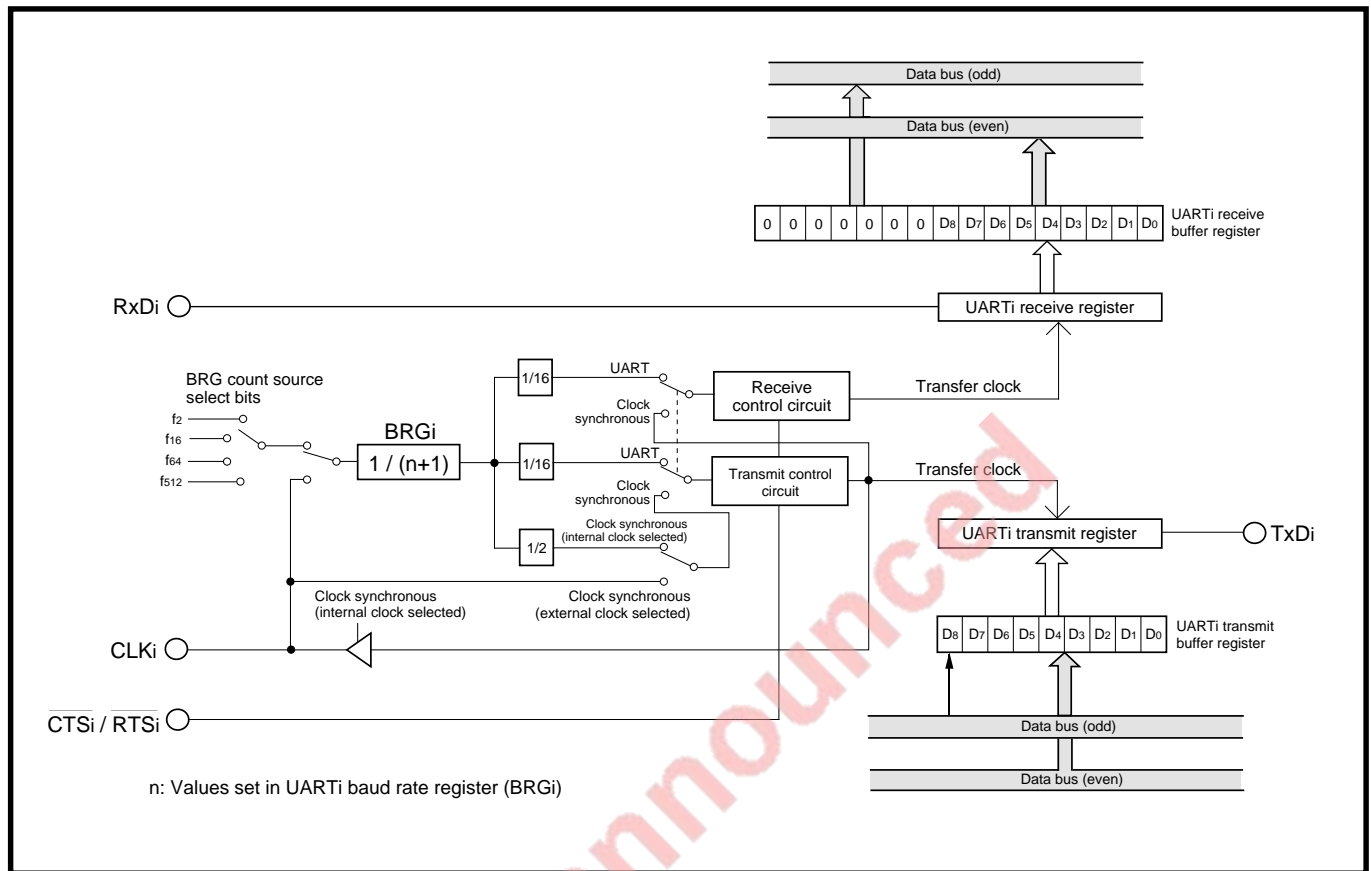 Data bus (odd)
Data bus (even)
0 0 0 0 0 0 0 D8 D7 D6 D5 D4 D3 D2 D1 D0
UARTi receive
buffer register
RxDi
UARTi receive register
BRG count source
select bits
f2
f16
f64
f512
BRGi
1 / (n+1)
1/16
UART
Clock
synchronous
Receive
control circuit
Transfer clock
1/16
UART
Clock
synchronous
Transmit control
circuit
Transfer clock
1/2
Clock synchronous
(internal clock selected)
UARTi transmit register
TxDi
Clock synchronous
(internal clock selected)
Clock synchronous
(external clock selected)
D8 D7 D6 D5 D4 D3 D2 D1 D0
UARTi transmit
buffer register
CLKi
CTSi / RTSi
Data bus (odd)
Data bus (even)
n: Values set in UARTi baud rate register (BRGi)
nnounced